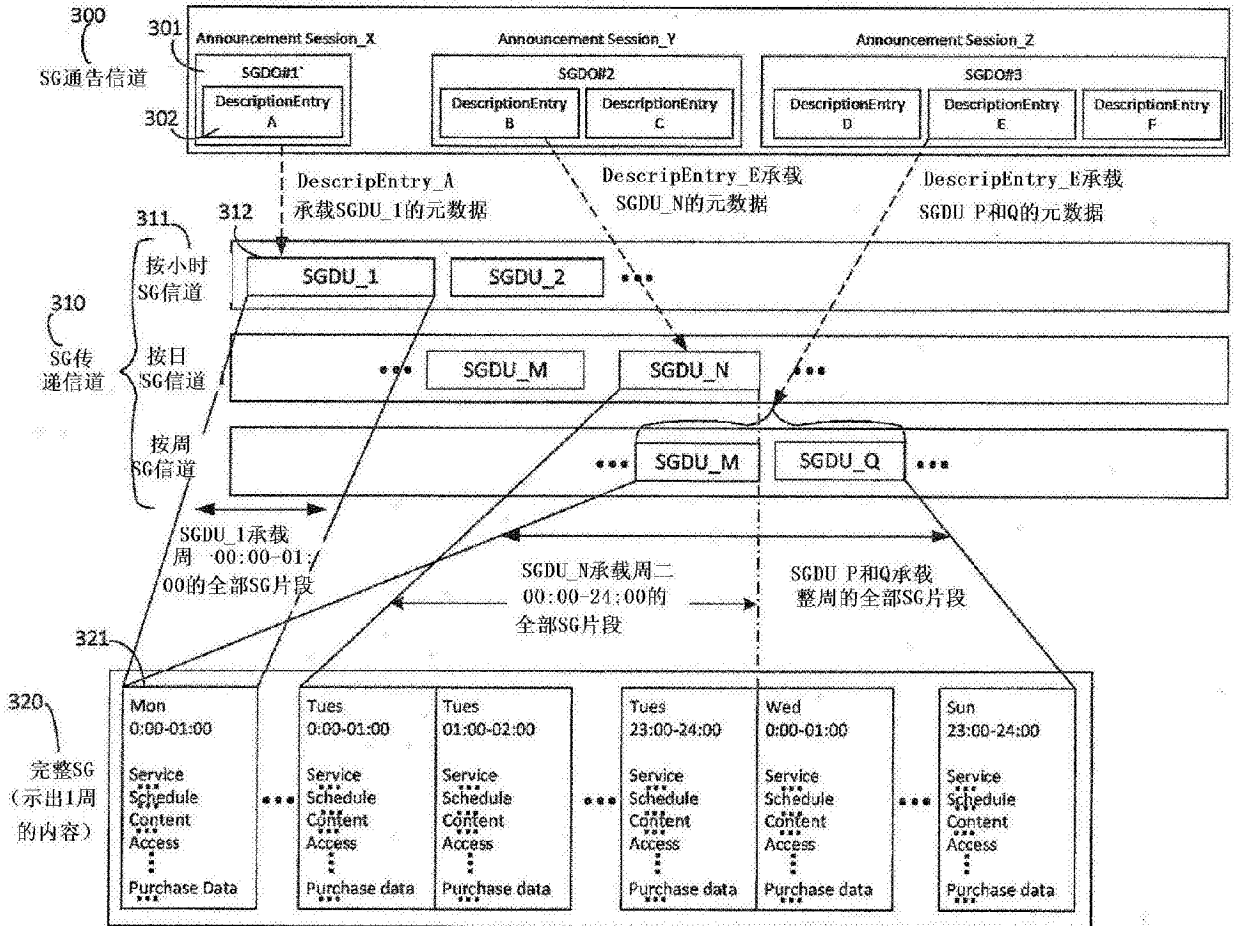 300
SG通告信道
301
302
Announcement Session_X
SGDO#1`
DescriptionEntry
A
Announcement Session_Y
SGDO#2
DescriptionEntry
B
DescriptionEntry
C
Announcement Session_Z
SGDO#3
DescriptionEntry
D
DescriptionEntry
E
DescriptionEntry
F
DescripEntry_A
承载SGDU_1的元数据
DescripEntry_E承载
SGDU_N的元数据
DescripEntry_E承载
SGDU P和Q的元数据
310
SG传
递信道
311
312
按小时
SG信道
SGDU_1
SGDU_2
按日
SG信道
SGDU_M
SGDU_N
按周
SG信道
SGDU_M
SGDU_Q
SGDU_1承载
周一00:00-01:
00的全部SG片段
SGDU_N承载周二
00:00-24:00的
全部SG片段
SGDU P和Q承载
整周的全部SG片段
320
321
完整SG
(示出1周
的内容)
Mon
0:00-01:00
Service
Schedule
Content
Access
Purchase Data
Tues
0:00-01:00
Service
Schedule
Content
Access
Purchase data
Tues
01:00-02:00
Service
Schedule
Content
Access
Purchase data
Tues
23:00-24:00
Service
Schedule
Content
Access
Purchase data
Wed
0:00-01:00
Service
Schedule
Content
Access
Purchase data
Sun
23:00-24:00
Service
Schedule
Content
Access
Purchase data